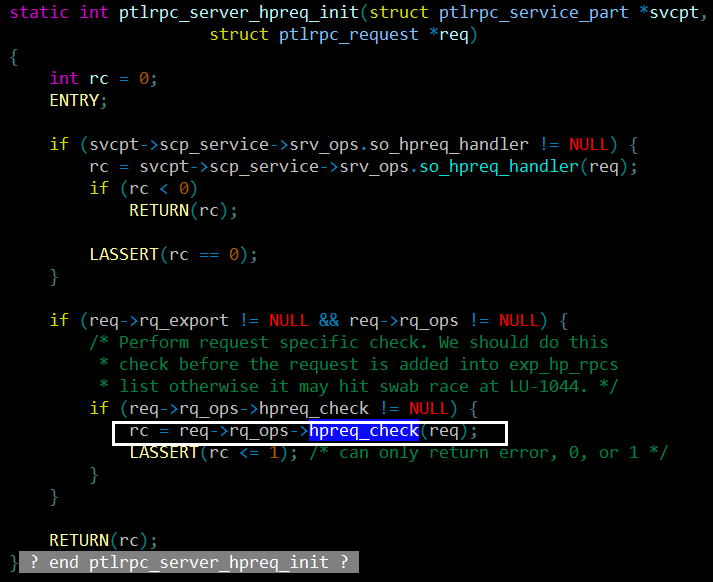 static int ptlrpc_server_hpreq_init(struct ptlrpc_service_part *svcpt,
                    struct ptlrpc_request *req)
{
    int rc = 0;
    ENTRY;

    if (svcpt->scp_service->srv_ops.so_hpreq_handler != NULL) {
        rc = svcpt->scp_service->srv_ops.so_hpreq_handler(req);
        if (rc < 0)
            RETURN(rc);

        LASSERT(rc == 0);
    }

    if (req->rq_export != NULL && req->rq_ops != NULL) {
        /* Perform request specific check. We should do this
         * check before the request is added into exp_hp_rpcs
         * list otherwise it may hit swab race at LU-1044. */
        if (req->rq_ops->hpreq_check != NULL) {
            rc = req->rq_ops->hpreq_check(req);
            LASSERT(rc <= 1); /* can only return error, 0, or 1 */
        }
    }

    RETURN(rc);
} ? end ptlrpc_server_hpreq_init ?